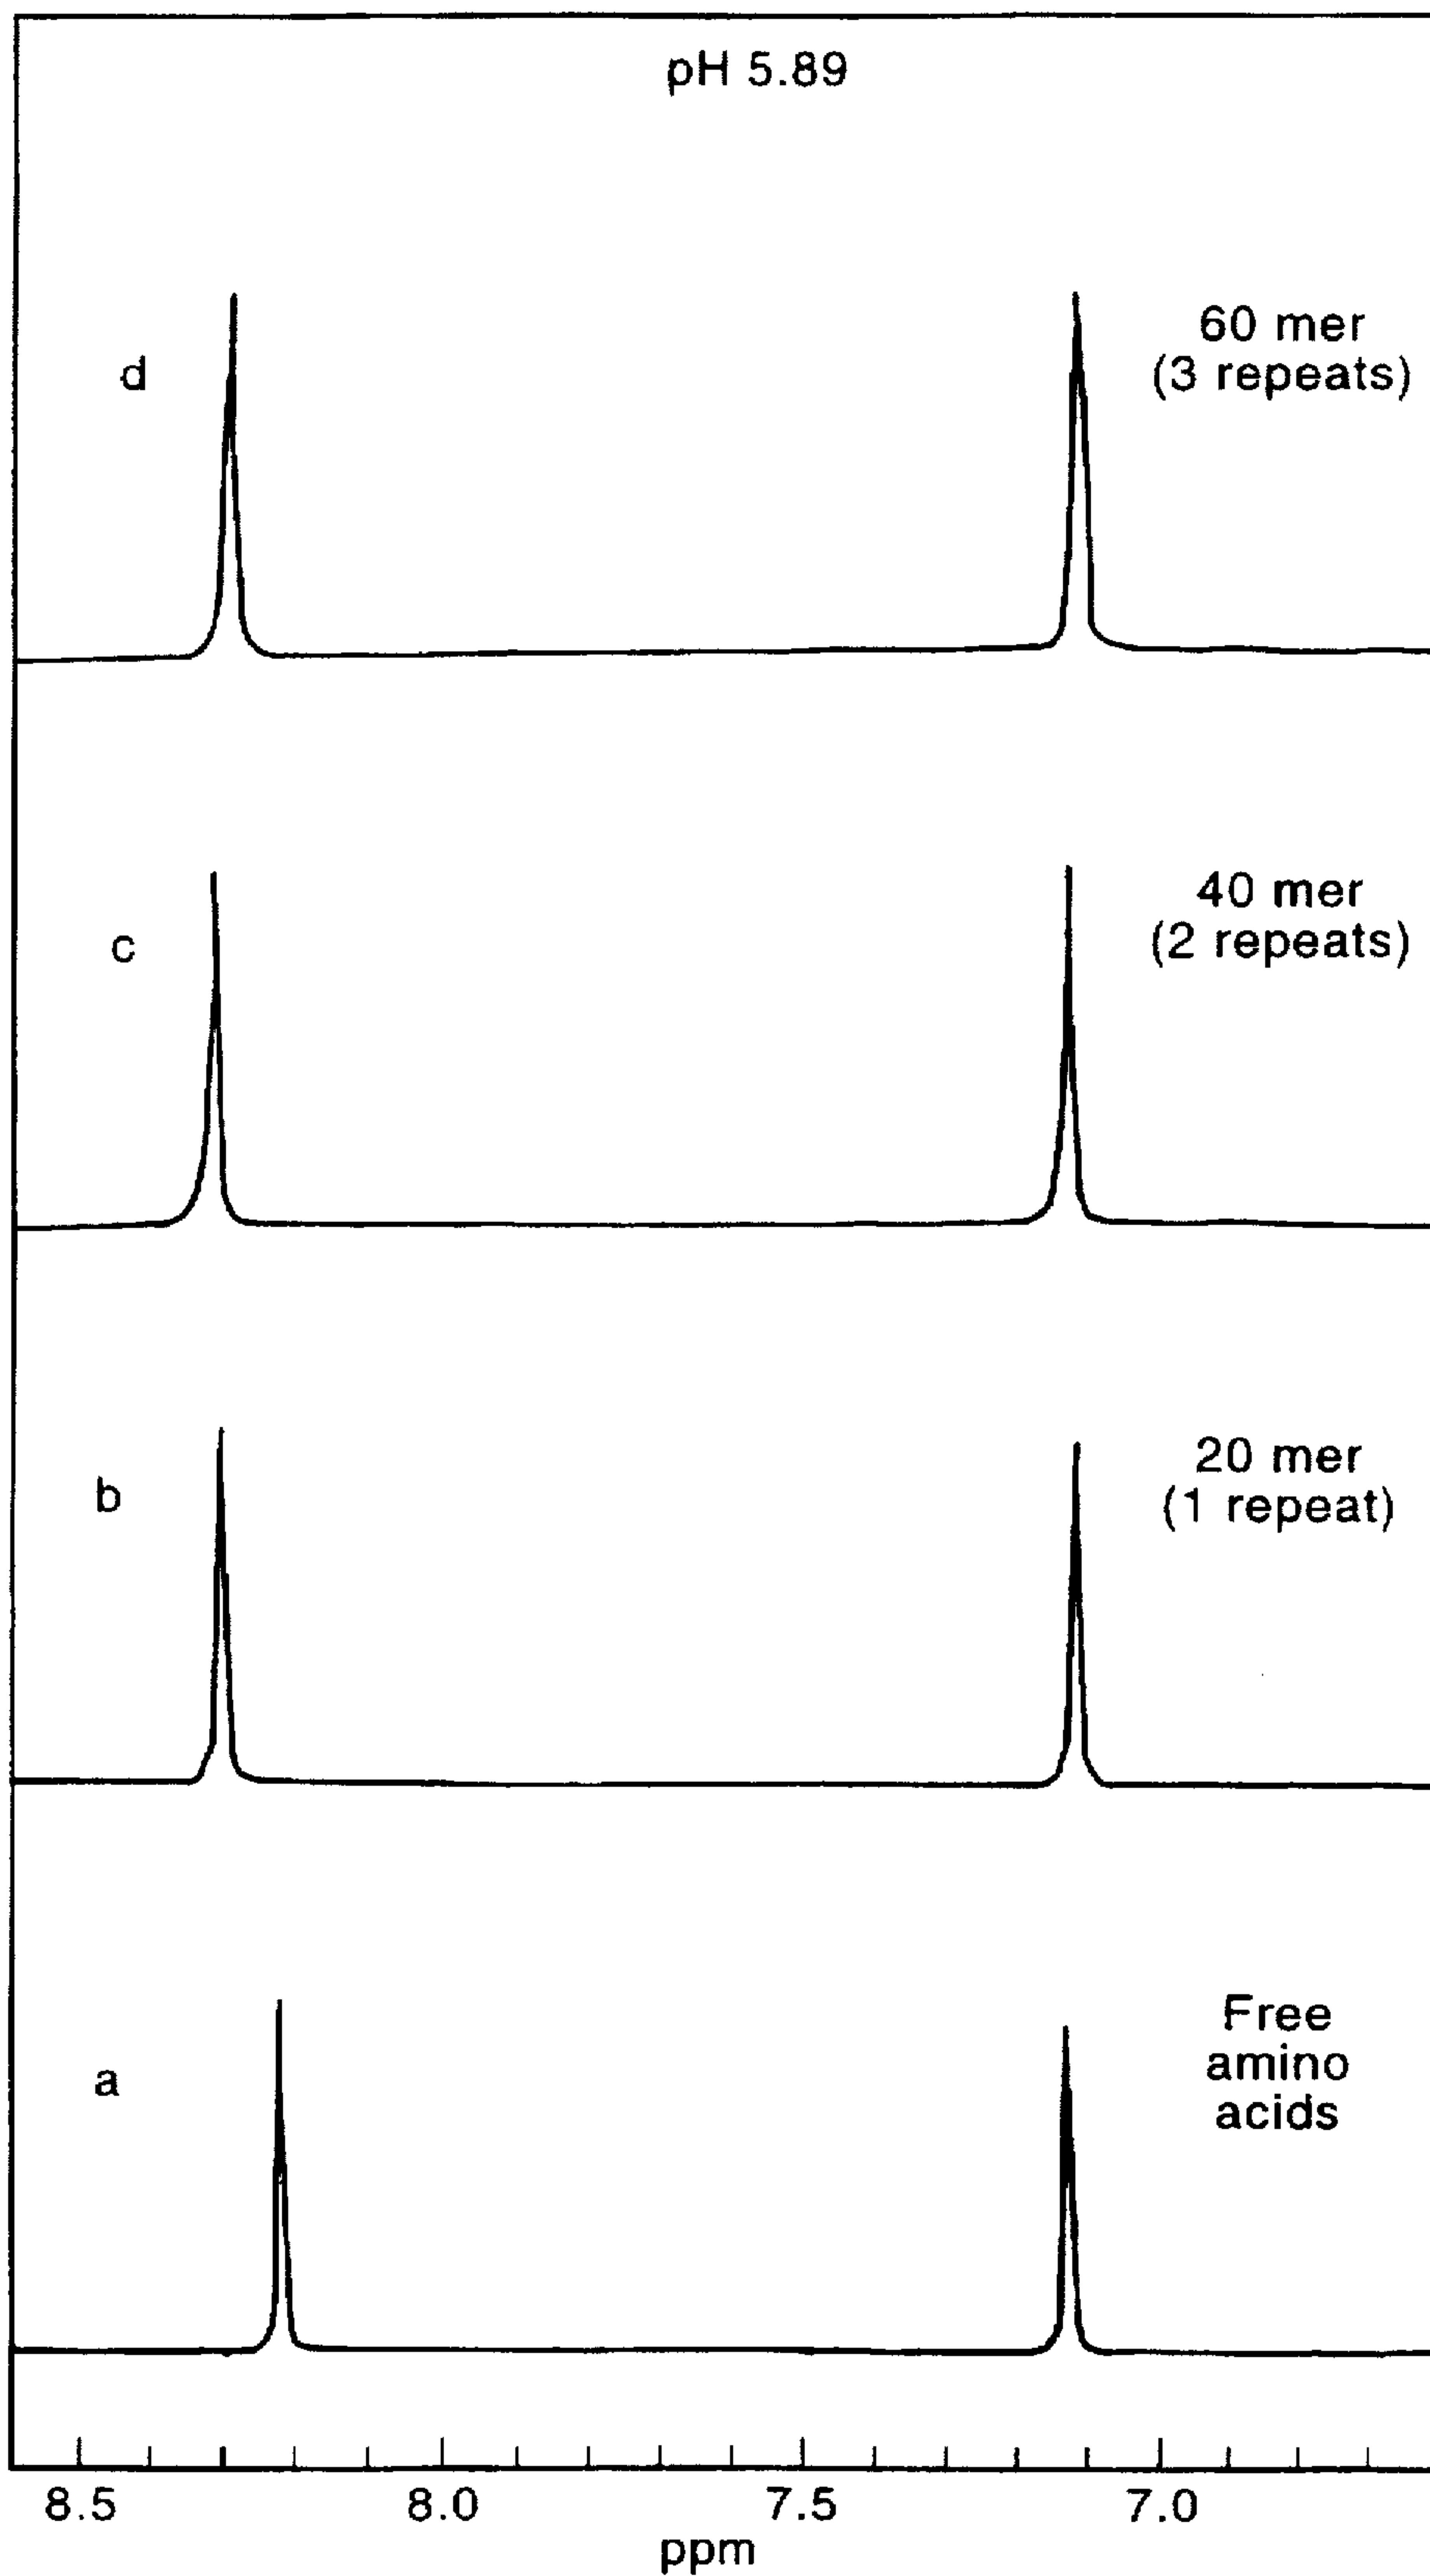 pH 5.89
d
60 mer
(3 repeats)
c
40 mer
(2 repeats)
b
20 mer
(1 repeat)
a
Free
amino
acids
8.5 8.0 7.5 7.0
ppm